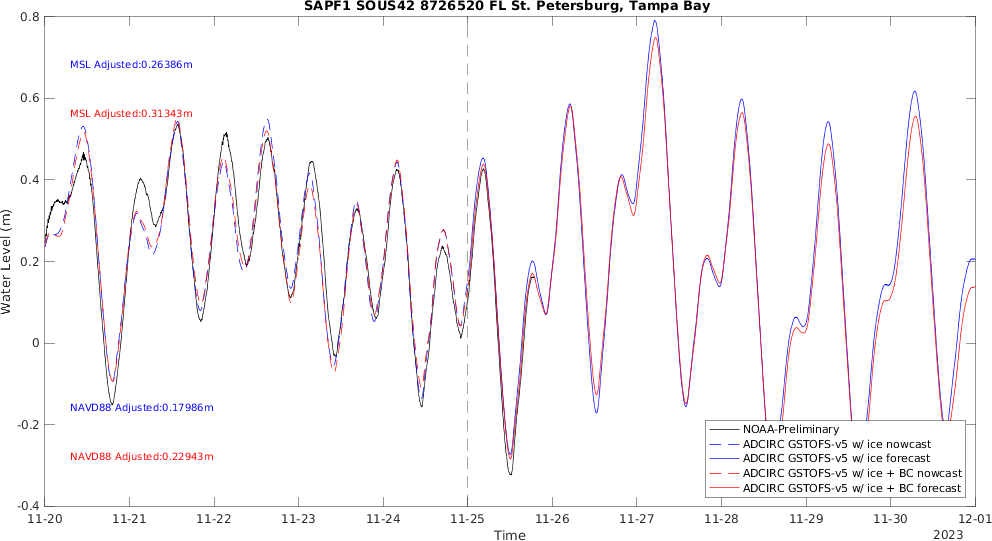 SAPF1 SOUS42 8726520 FL St. Petersburg, Tampa Bay
0.8
0.6
0.4
0.2
0
-0.2
-0.4
Water Level (m)
MSL Adjusted:0.26386m
MSL Adjusted:0.31343m
NAVD88 Adjusted:0.17986m
NAVD88 Adjusted:0.22943m
NOAA-Preliminary
ADCIRC GSTOFS-v5 w/ ice nowcast
ADCIRC GSTOFS-v5 w/ ice forecast
ADCIRC GSTOFS-v5 w/ ice + BC nowcast
ADCIRC GSTOFS-v5 w/ ice + BC forecast
11-20 11-21 11-22 11-23 11-24 11-25 11-26 11-27 11-28 11-29 11-30 12-01
Time
2023